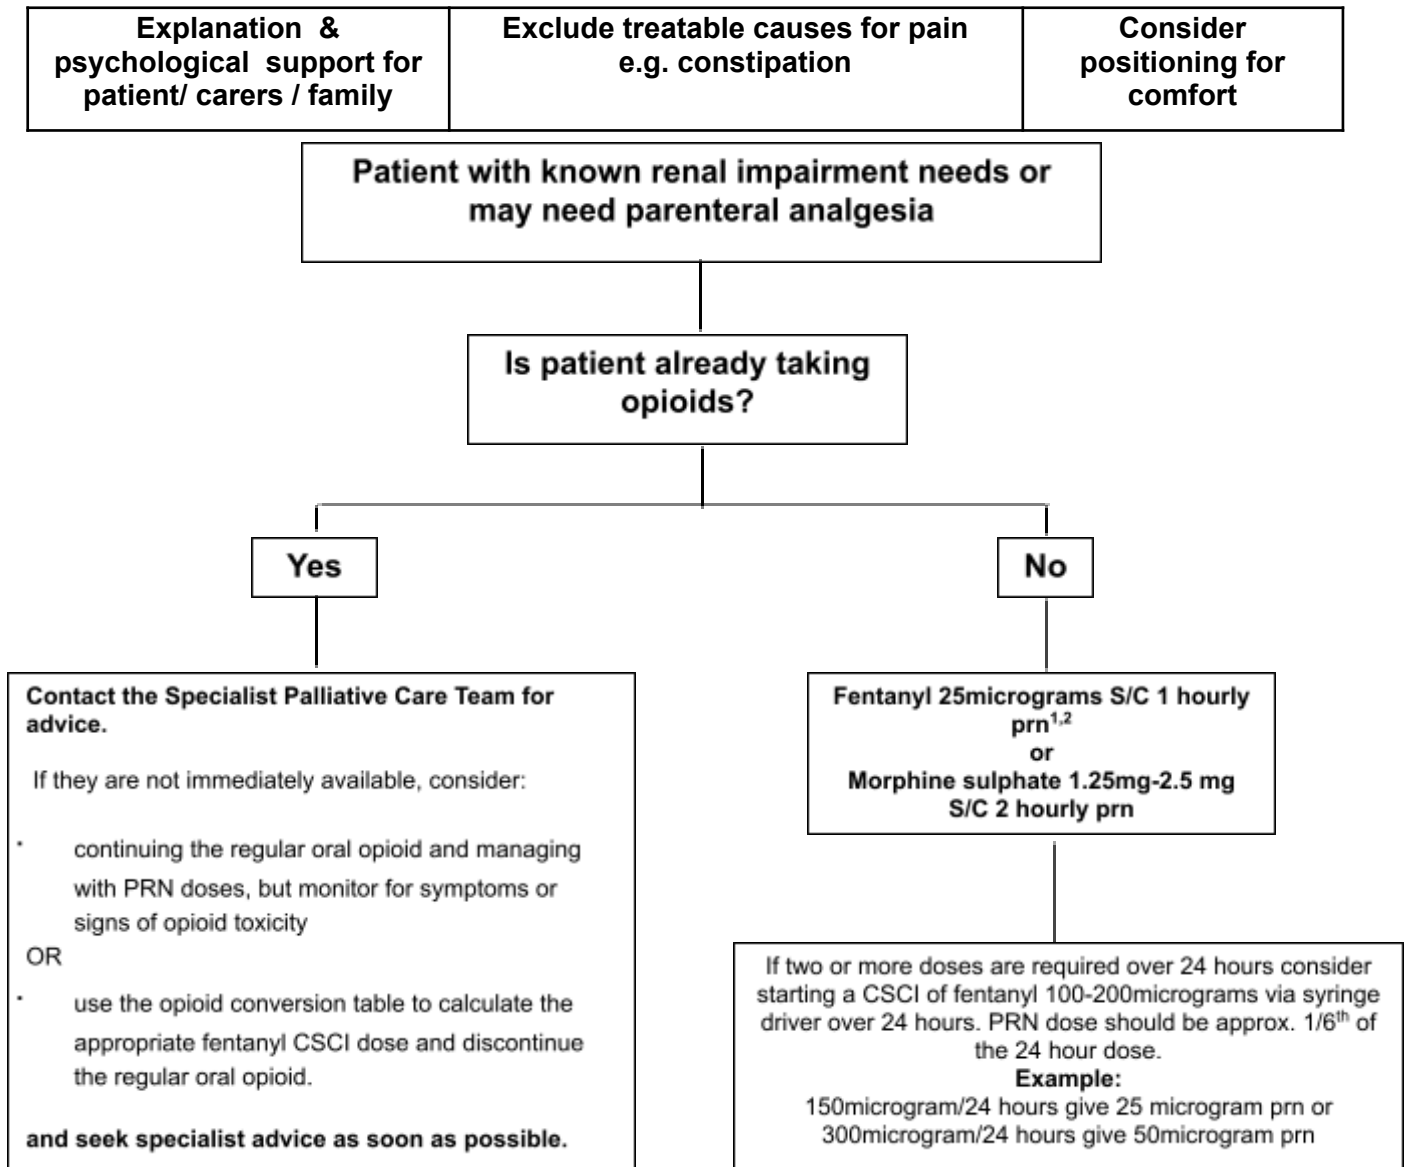 Explanation &
psychological support for
patient/ carers / family
Exclude treatable causes for pain
e.g. constipation
Consider
positioning for
comfort
Patient with known renal impairment needs or
may need parenteral analgesia
Is patient already taking
opioids?
Yes
No
Contact the Specialist Palliative Care Team for
advice.
If they are not immediately available, consider:
· continuing the regular oral opioid and managing
with PRN doses, but monitor for symptoms or
signs of opioid toxicity
OR
· use the opioid conversion table to calculate the
appropriate fentanyl CSCI dose and discontinue
the regular oral opioid.
and seek specialist advice as soon as possible.
Fentanyl 25micrograms S/C 1 hourly
prn1,2
or
Morphine sulphate 1.25mg-2.5 mg
S/C 2 hourly prn
If two or more doses are required over 24 hours consider
starting a CSCI of fentanyl 100-200micrograms via syringe
driver over 24 hours. PRN dose should be approx. 1/6th of
the 24 hour dose.
Example:
150microgram/24 hours give 25 microgram prn or
300microgram/24 hours give 50microgram prn